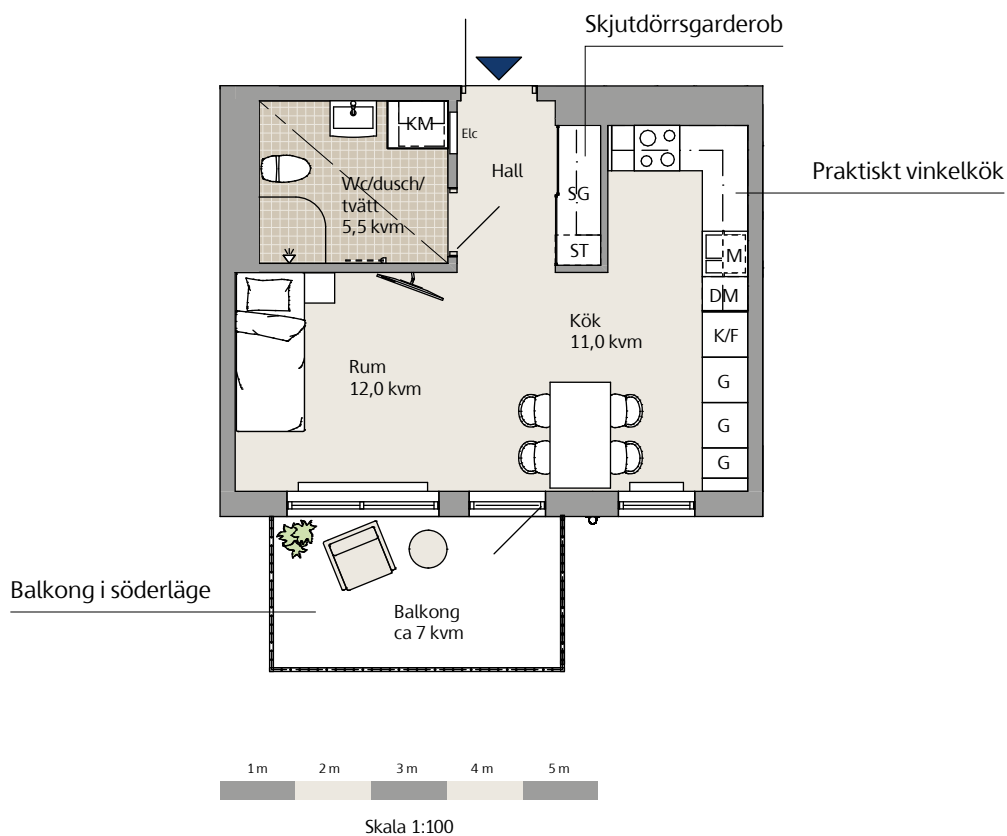 Skjutdörrsgarderob
KM
Elc
Hall
Praktiskt vinkelkök
Wc/dusch/
tvätt
5,5 kvm
SG
ST
M
DM
K/F
G
G
G
Kök
11,0 kvm
Rum
12,0 kvm
Balkong i söderläge
Balkong
ca 7 kvm
1 m 2 m 3 m 4 m 5 m
Skala 1:100